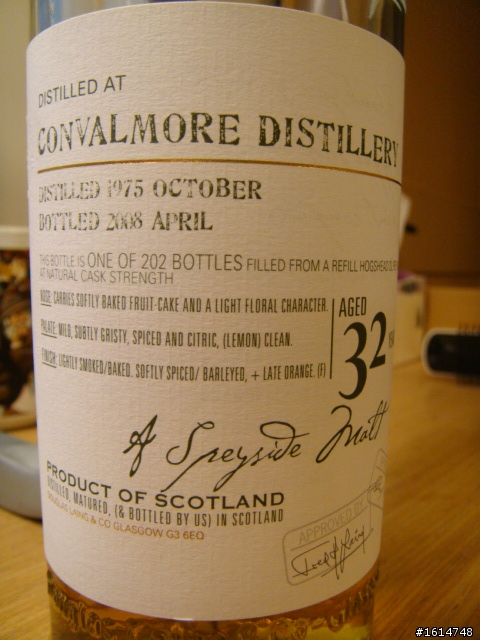 DISTILLED AT
CONVALMORE DISTILLERY
DISTILLED 1975 OCTOBER
BOTTLED 2008 APRIL
THIS BOTTLE IS ONE OF 202 BOTTLES FILLED FROM A REFILL HOGSHEAD
AT NATURAL CASK STRENGTH
NOSE: CARRIES SOFTLY BAKED FRUIT-CAKE AND A LIGHT FLORAL CHARACTER.
PALATE: MILD, SUBTLY GRISTY, SPICED AND CITRIC, (LEMON) CLEAN.
FINISH: LIGHTLY SMOKED/BAKED. SOFTLY SPICED/ BARLEYED, + LATE ORANGE. (F)
AGED
32
A Speyside Malt
PRODUCT OF SCOTLAND
DISTILLED, MATURED, (& BOTTLED BY US) IN SCOTLAND
DOUGLAS LAING & CO GLASGOW G3 6EQ
APPROVED BY
#1614748